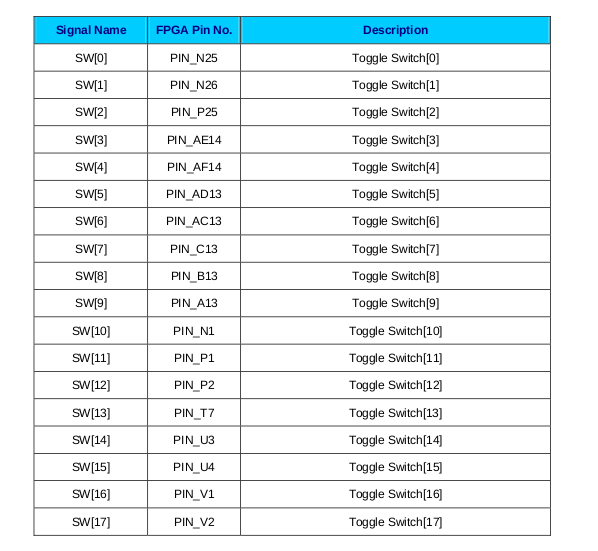 Signal Name FPGA Pin No. Description
SW[0] PIN_N25 Toggle Switch[0]
SW[1] PIN_N26 Toggle Switch[1]
SW[2] PIN_P25 Toggle Switch[2]
SW[3] PIN_AE14 Toggle Switch[3]
SW[4] PIN_AF14 Toggle Switch[4]
SW[5] PIN_AD13 Toggle Switch[5]
SW[6] PIN_AC13 Toggle Switch[6]
SW[7] PIN_C13 Toggle Switch[7]
SW[8] PIN_B13 Toggle Switch[8]
SW[9] PIN_A13 Toggle Switch[9]
SW[10] PIN_N1 Toggle Switch[10]
SW[11] PIN_P1 Toggle Switch[11]
SW[12] PIN_P2 Toggle Switch[12]
SW[13] PIN_T7 Toggle Switch[13]
SW[14] PIN_U3 Toggle Switch[14]
SW[15] PIN_U4 Toggle Switch[15]
SW[16] PIN_V1 Toggle Switch[16]
SW[17] PIN_V2 Toggle Switch[17]